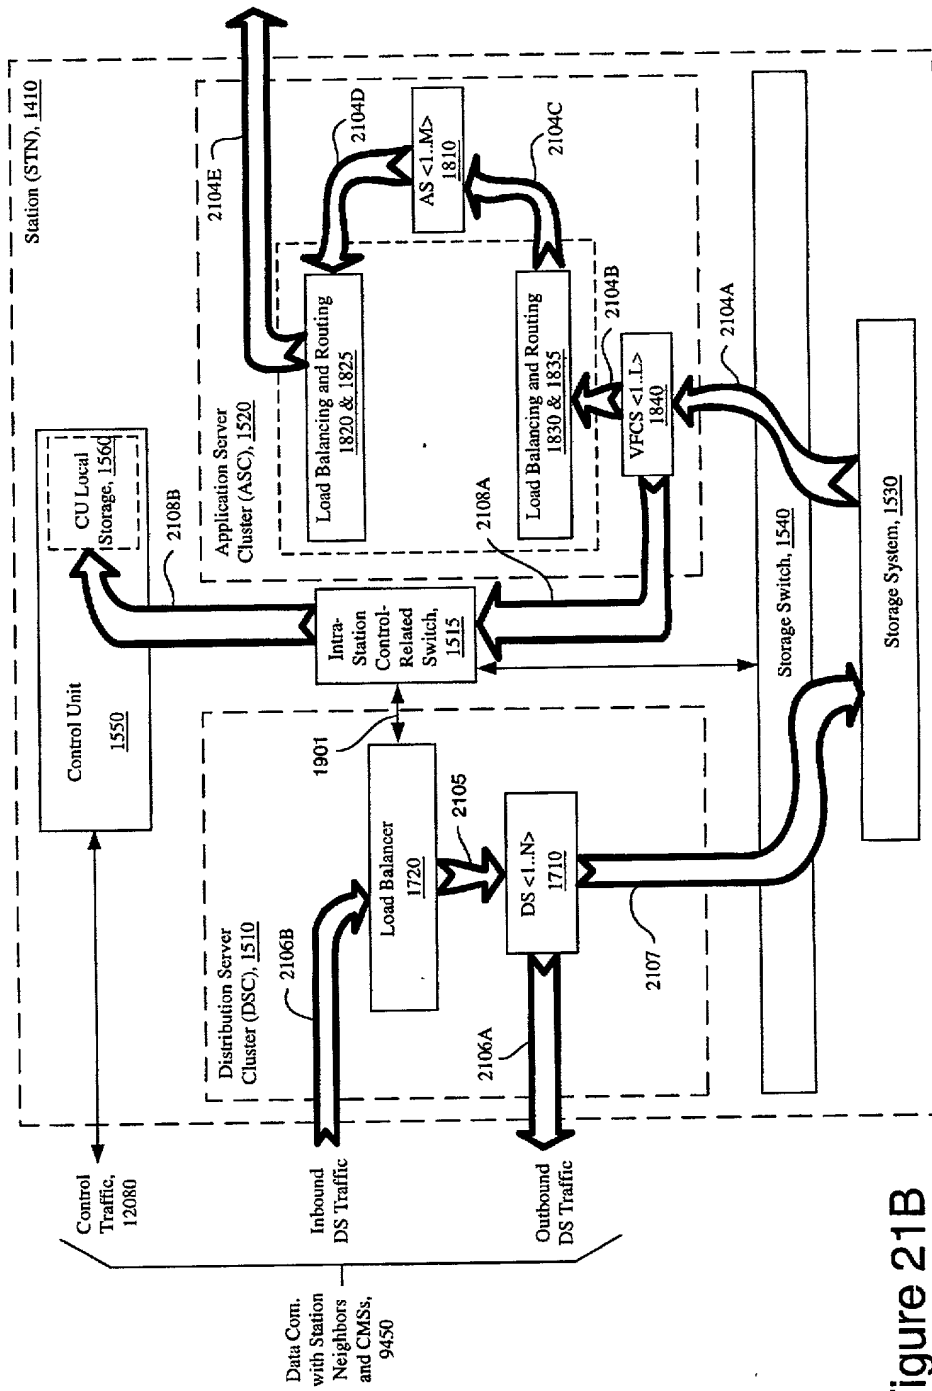 Station (STN), 1410
2104E
Control
Traffic,
12080
Control Unit
1550
CU Local
Storage, 1560
2108B
Application Server
Cluster (ASC), 1520
2104D
Distribution Server
Cluster (DSC), 1510
Inbound
DS Traffic
2106B
Load Balancer
1720
1901
Intra-
Station
Control-
Related
Switch,
1515
Load Balancing and Routing
1820 & 1825
AS <1..M>
1810
2104C
Data Com.
with Station
Neighbors
and CMSs,
9450
2105
2108A
Load Balancing and Routing
1830 & 1835
2104B
Outbound
DS Traffic
2106A
DS <1..N>
1710
VFCS <1..L>
1840
2107
2104A
Storage Switch, 1540
Storage System, 1530
igure 21B